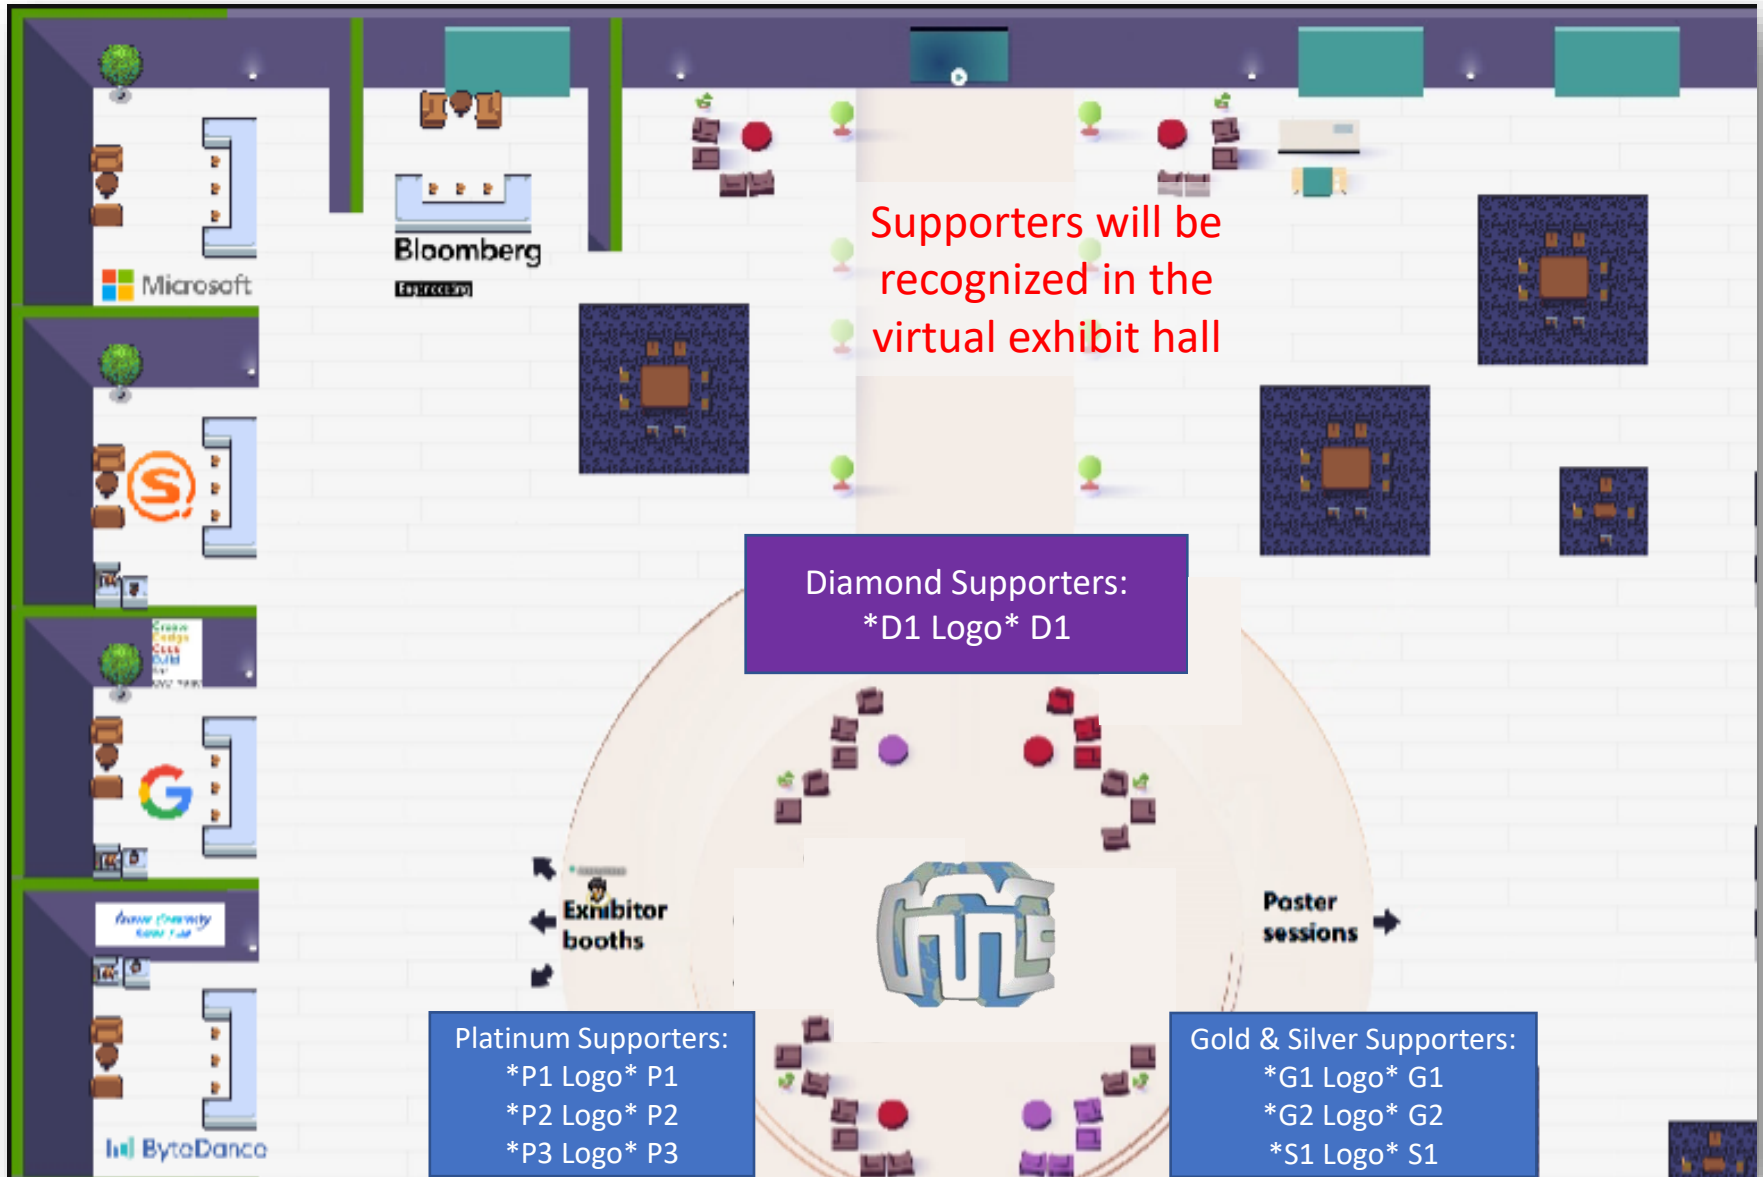 Supporters will be
recognized in the
virtual exhibit hall
Bloomberg
Engineering
Microsoft
Diamond Supporters:
*D1 Logo* D1
Exhibitor
booths
Poster
sessions
Platinum Supporters:
*P1 Logo* P1
*P2 Logo* P2
*P3 Logo* P3
Gold & Silver Supporters:
*G1 Logo* G1
*G2 Logo* G2
*S1 Logo* S1
ByteDance